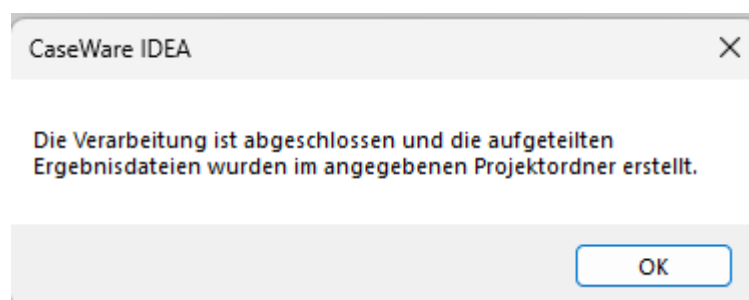 CaseWare IDEA
Die Verarbeitung ist abgeschlossen und die aufgeteilten
Ergebnisdateien wurden im angegebenen Projektordner erstellt.
OK